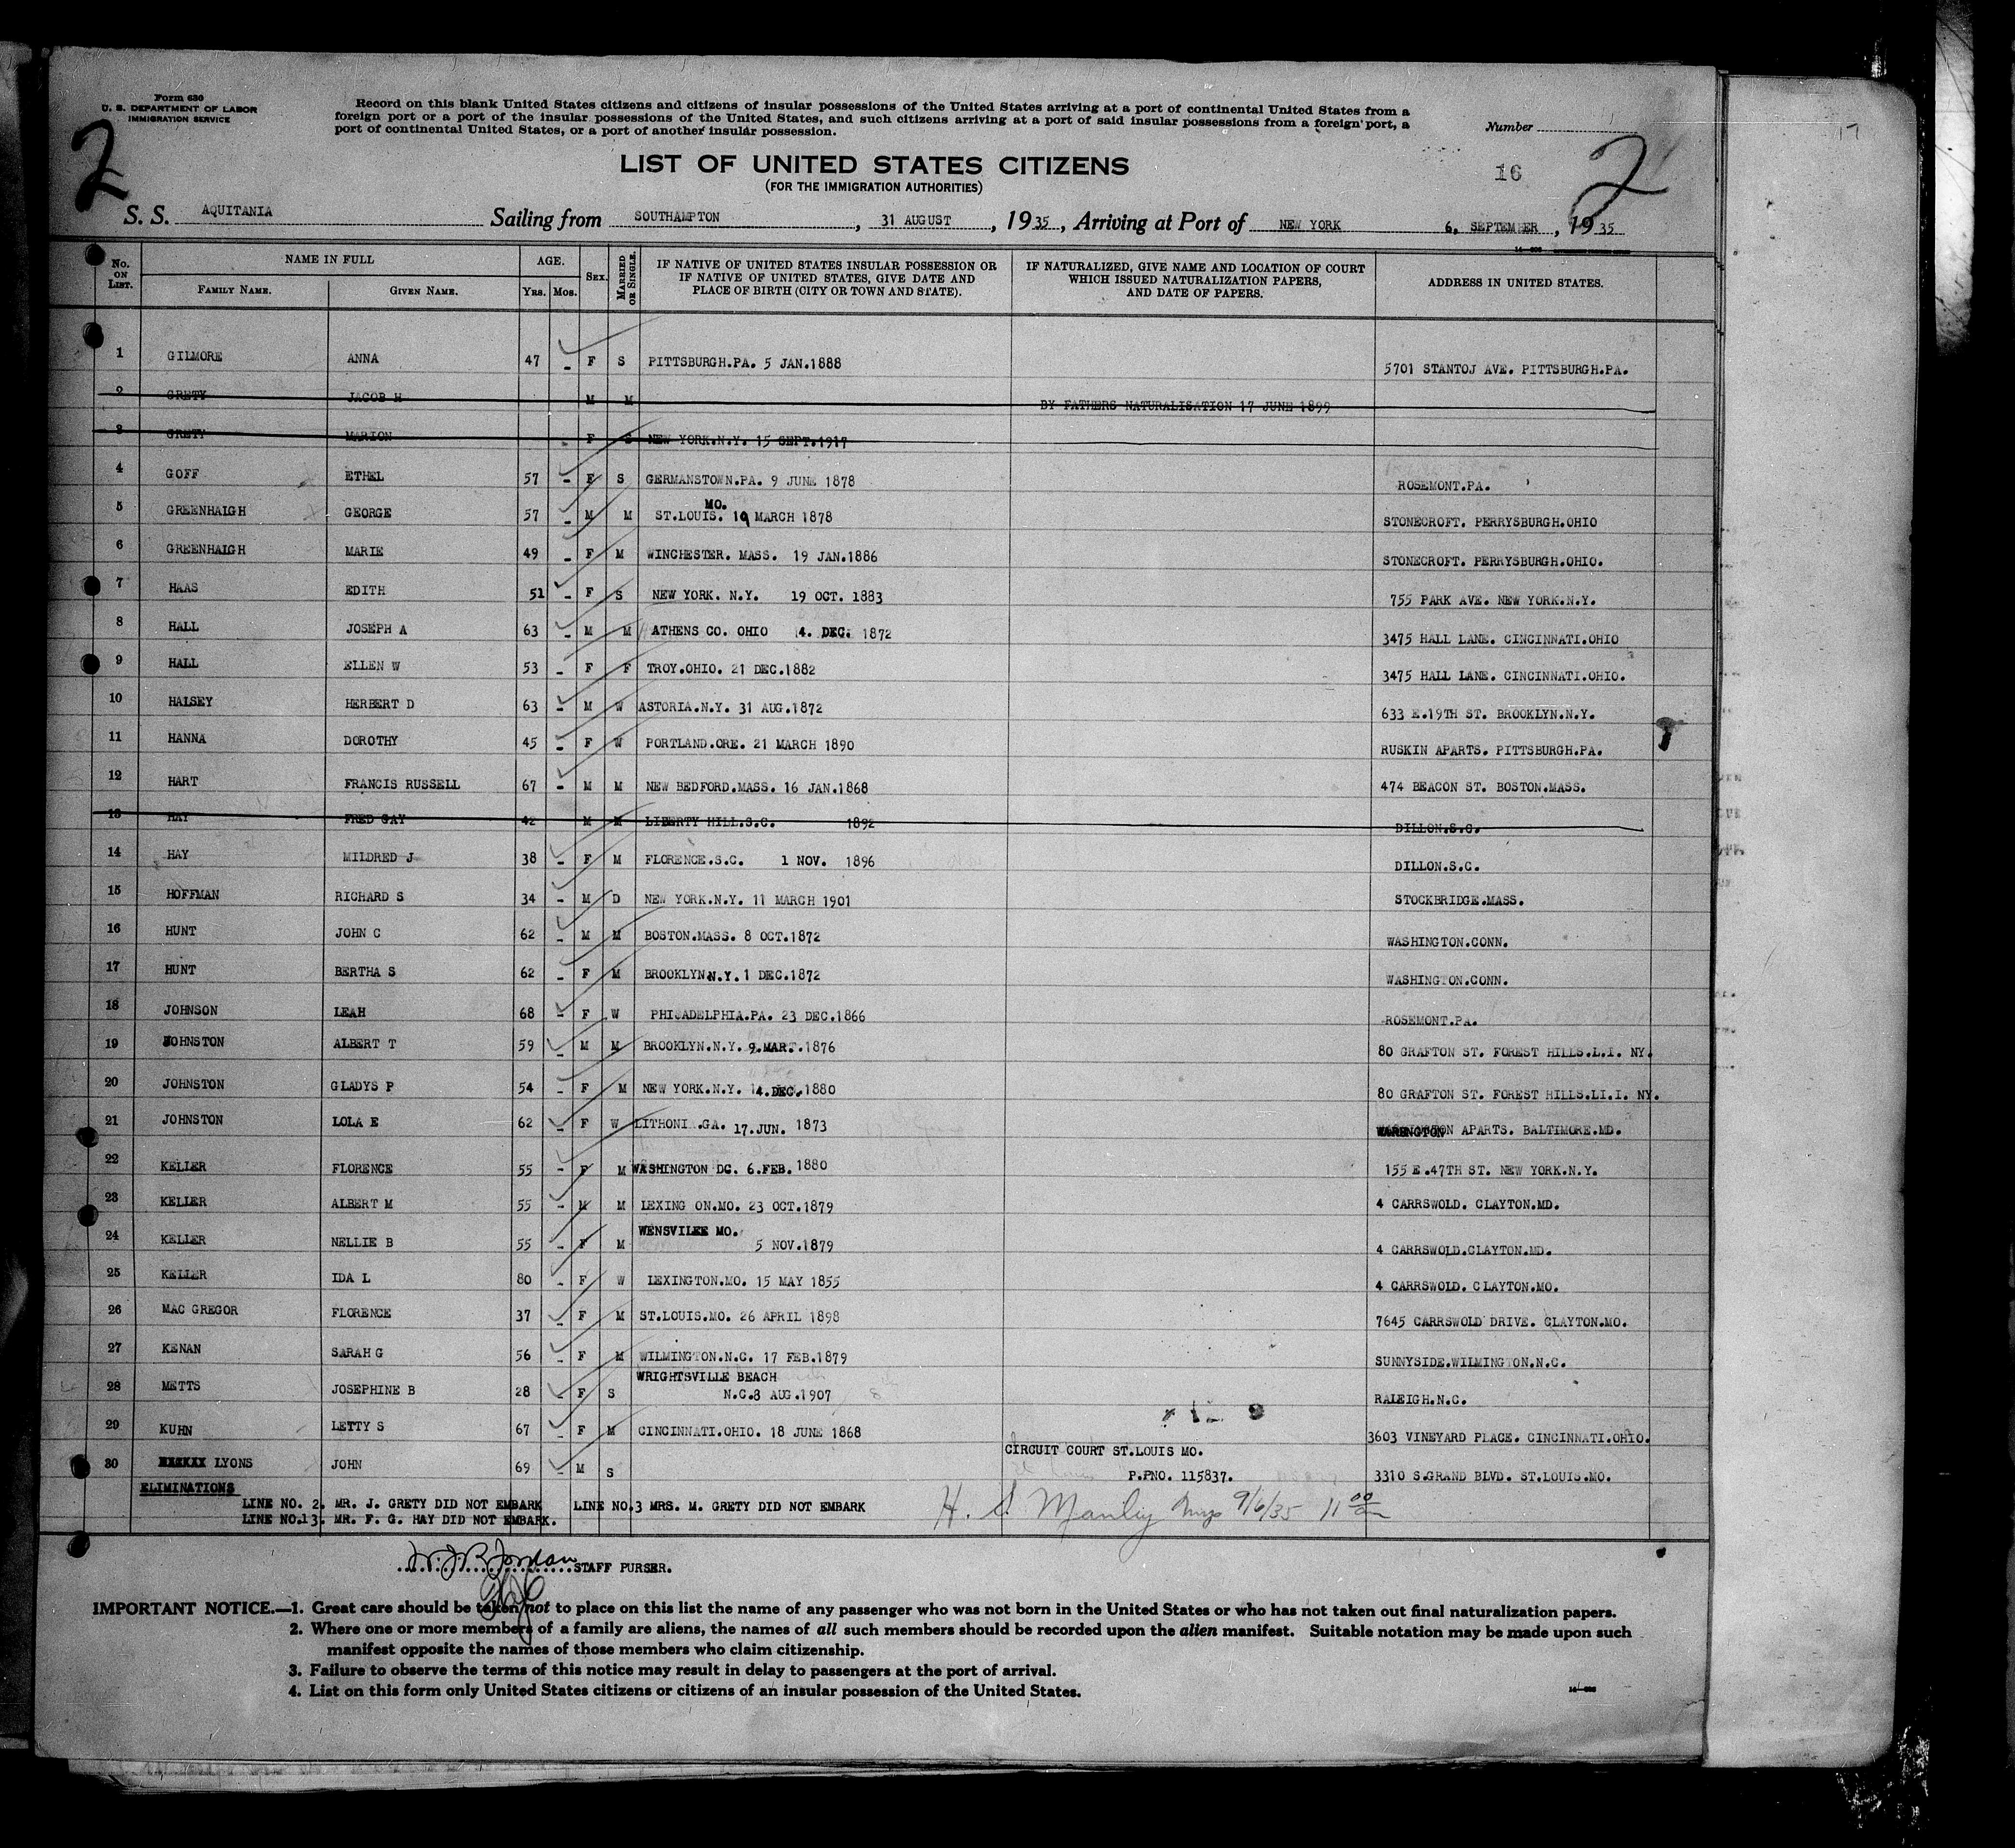 Form 630
U. S. DEPARTMENT OF LABOR
IMMIGRATION SERVICE
Record on this blank United States citizens and citizens of insular possessions of the United States arriving at a port of continental United States from a
foreign port or a port of the insular possessions of the United States, and such citizens arriving at a port of said insular possessions from a foreign port, a
port of continental United States, or a port of another insular possession.
Number
2
LIST OF UNITED STATES CITIZENS
(FOR THE IMMIGRATION AUTHORITIES)
16
2
S. S. AQUITANIA Sailing from SOUTHAMPTON, 31 AUGUST, 1935, Arriving at Port of NEW YORK 6, SEPTEMBER, 1935
No. ON LIST. NAME IN FULL AGE. SEX. MARRIED OR SINGLE. IF NATIVE OF UNITED STATES INSULAR POSSESSION OR IF NATIVE OF UNITED STATES, GIVE DATE AND PLACE OF BIRTH (CITY OR TOWN AND STATE). IF NATURALIZED, GIVE NAME AND LOCATION OF COURT WHICH ISSUED NATURALIZATION PAPERS, AND DATE OF PAPERS. ADDRESS IN UNITED STATES.
FAMILY NAME. GIVEN NAME. YRS. MOS.
1 GILMORE ANNA 47 - F S PITTSBURGH.PA. 5 JAN.1888 5701 STANTOJ AVE. PITTSBURGH.PA.
2 GRETY JACOB H M M BY FATHERS NATURALISATION 17 JUNE 1899
3 GRETY MARION - F S NEW YORK.N.Y. 15 SEPT.1917
4 GOFF ETHEL 57 - F S GERMANSTOWN.PA. 9 JUNE 1878 ROSEMONT.PA.
5 GREENHAIGH GEORGE 57 - M M ST.LOUIS. MO. 19 MARCH 1878 STONECROFT. PERRYSBURGH.OHIO
6 GREENHAIGH MARIE 49 - F M WINCHESTER. MASS. 19 JAN.1886 STONECROFT. PERRYSBURGH.OHIO.
7 HAAS EDITH 51 - F S NEW YORK. N.Y. 19 OCT. 1883 755 PARK AVE. NEW YORK.N.Y.
8 HALL JOSEPH A 63 - M M ATHENS CO. OHIO 4. DEC. 1872 3475 HALL LANE. CINCINNATI.OHIO
9 HALL ELLEN W 53 - F F TROY.OHIO. 21 DEC.1882 3475 HALL LANE. CINCINNATI.OHIO.
10 HALSEY HERBERT D 63 - M W ASTORIA.N.Y. 31 AUG.1872 633 E.19TH ST. BROOKLYN.N.Y.
11 HANNA DOROTHY 45 - F W PORTLAND.ORE. 21 MARCH 1890 RUSKIN APARTS. PITTSBURGH.PA.
12 HART FRANCIS RUSSELL 67 - M M NEW BEDFORD.MASS. 16 JAN.1868 474 BEACON ST. BOSTON.MASS.
13 HAY FRED GAY 42 M M LIBERTY HILL.S.C. 1892 DILLON.S.C.
14 HAY MILDRED J 38 - F M FLORENCE.S.C. 1 NOV. 1896 DILLON.S.C.
15 HOFFMAN RICHARD S 34 - M D NEW YORK.N.Y. 11 MARCH 1901 STOCKBRIDGE.MASS.
16 HUNT JOHN C 62 - M M BOSTON.MASS. 8 OCT.1872 WASHINGTON.CONN.
17 HUNT BERTHA S 62 - F M BROOKLYN.N.Y. 1 DEC.1872 WASHINGTON.CONN.
18 JOHNSON LEAH 68 - F W PHILADELPHIA.PA. 23 DEC.1866 ROSEMONT.PA.
19 JOHNSTON ALBERT T 59 - M M BROOKLYN.N.Y. 9.MAR.1876 80 GRAFTON ST. FOREST HILLS.L.I. NY.
20 JOHNSTON GLADYS P 54 - F M NEW YORK.N.Y. 4.DEC.1880 80 GRAFTON ST. FOREST HILLS.LI.I. NY.
21 JOHNSTON LOLA E 62 - F W LITHONI .GA. 17.JUN. 1873 APARTS. BALTIMORE.MD.
22 KELLER FLORENCE 55 - F M WASHINGTON DC. 6.FEB. 1880 155 E.47TH ST. NEW YORK.N.Y.
23 KELLER ALBERT M 55 - M M LEXING ON.MO. 23 OCT.1879 4 CARRSWOLD. CLAYTON.MD.
24 KELLER NELLIE B 55 - F M WENSVILEE MO. 5 NOV.1879 4 CARRSWOLD.CLAYTON.MD.
25 KELLER IDA L 80 - F W LEXINGTON.MO. 15 MAY 1855 4 CARRSWOLD. CLAYTON.MO.
26 MAC GREGOR FLORENCE 37 - F M ST.LOUIS.MO. 26 APRIL 1898 7645 CARRSWOLD DRIVE. CLAYTON.MO.
27 KENAN SARAH G 56 - F M WILMINGTON.N.C. 17 FEB.1879 SUNNYSIDE.WILMINGTON.N.C.
28 METTS JOSEPHINE B 28 - F S WRIGHTSVILLE BEACH N.C.8 AUG.1907 RALEIGH.N.C.
29 KUHN LETTY S 67 - F M CINCINNATI.OHIO. 18 JUNE 1868 3603 VINEYARD PLACE. CINCINNATI.OHIO.
30 LYONS JOHN 69 - M S CIRCUIT COURT ST.LOUIS MO. P.PNO. 115837. 3310 S.GRAND BLVD. ST.LOUIS.MO.
ELIMINATIONS
LINE NO. 2. MR. J. GRETY DID NOT EMBARK LINE NO.3 MRS. M. GRETY DID NOT EMBARK
LINE NO.13. MR. F. G. HAY DID NOT EMBARK.
H. S. Manley 9/6/35 11 00
W.J.B.Jordan STAFF PURSER.
IMPORTANT NOTICE.—1. Great care should be taken not to place on this list the name of any passenger who was not born in the United States or who has not taken out final naturalization papers.
2. Where one or more members of a family are aliens, the names of all such members should be recorded upon the alien manifest. Suitable notation may be made upon such
manifest opposite the names of those members who claim citizenship.
3. Failure to observe the terms of this notice may result in delay to passengers at the port of arrival.
4. List on this form only United States citizens or citizens of an insular possession of the United States.